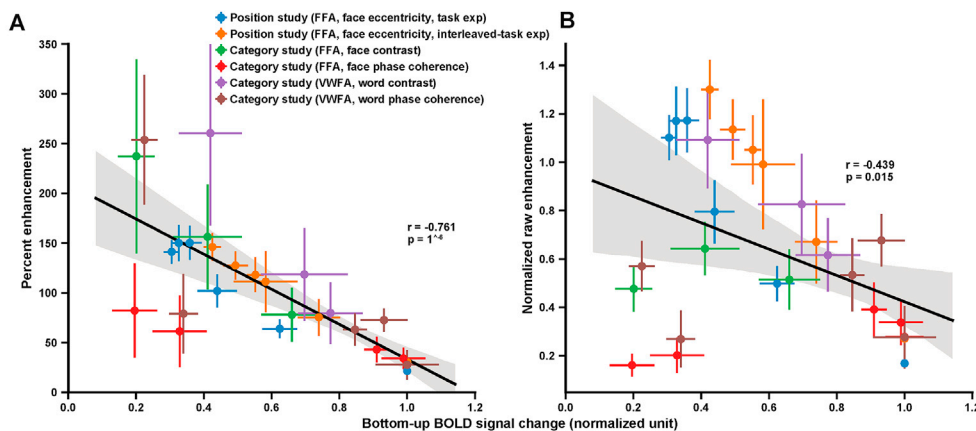 A
Position study (FFA, face eccentricity, task exp)
Position study (FFA, face eccentricity, interleaved-task exp)
Category study (FFA, face contrast)
Category study (FFA, face phase coherence)
Category study (VWFA, word contrast)
Category study (VWFA, word phase coherence)
Percent enhancement
350
300
250
200
150
100
50
0
r = -0.761
p = 1^-6
0.0 0.2 0.4 0.6 0.8 1.0 1.2
B
Normalized raw enhancement
1.4
1.2
1.0
0.8
0.6
0.4
0.2
r = -0.439
p = 0.015
0.0 0.2 0.4 0.6 0.8 1.0 1.2
Bottom-up BOLD signal change (normalized unit)